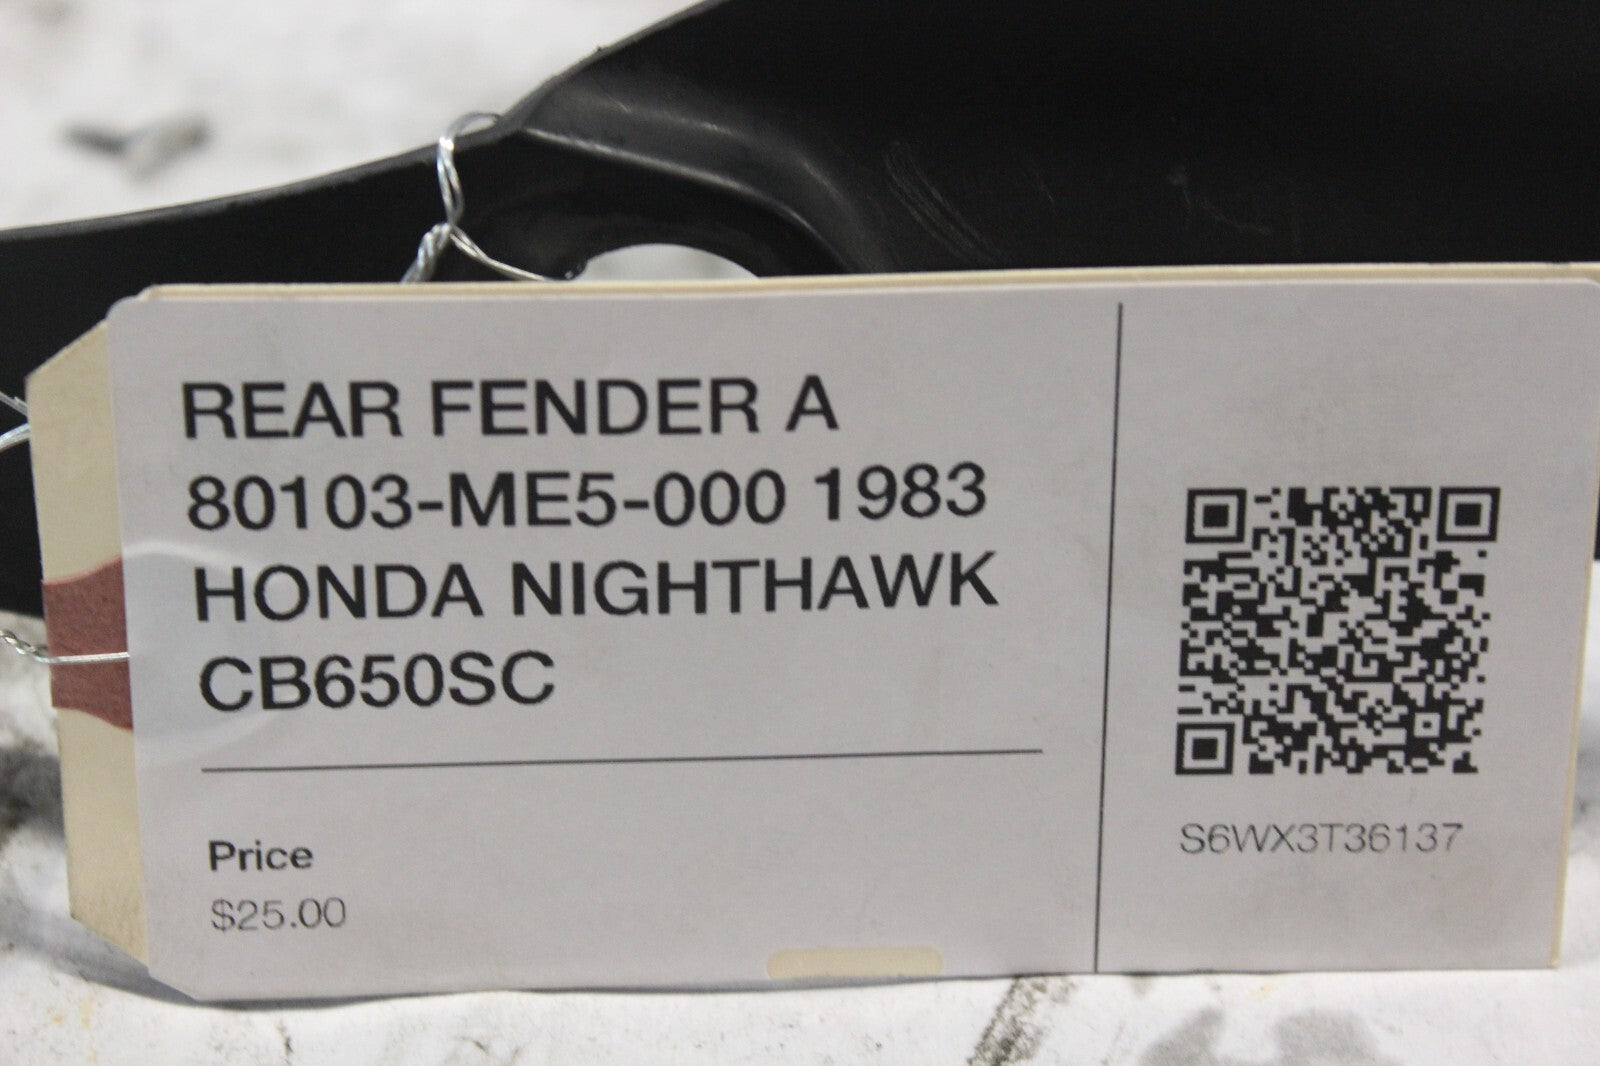 REAR FENDER A
80103-ME5-000 1983
HONDA NIGHTHAWK
CB650SC
Price
$25.00
S6WX3T36137